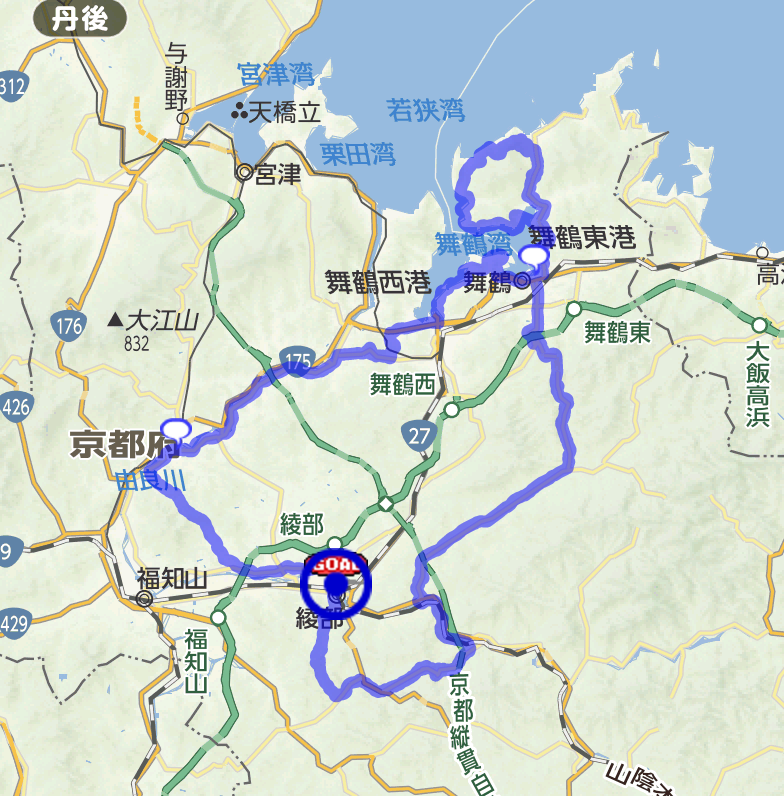 丹後
与謝野
宮津湾
312
天橋立
若狭湾
栗田湾
宮津
舞鶴湾
舞鶴東港
舞鶴西港
舞鶴
大江山
832
176
舞鶴東
175
大飯高浜
舞鶴西
426
27
京都府
由良川
綾部
9
GOAL
福知山
綾部
429
福知山
京都縦貫自
山陰本